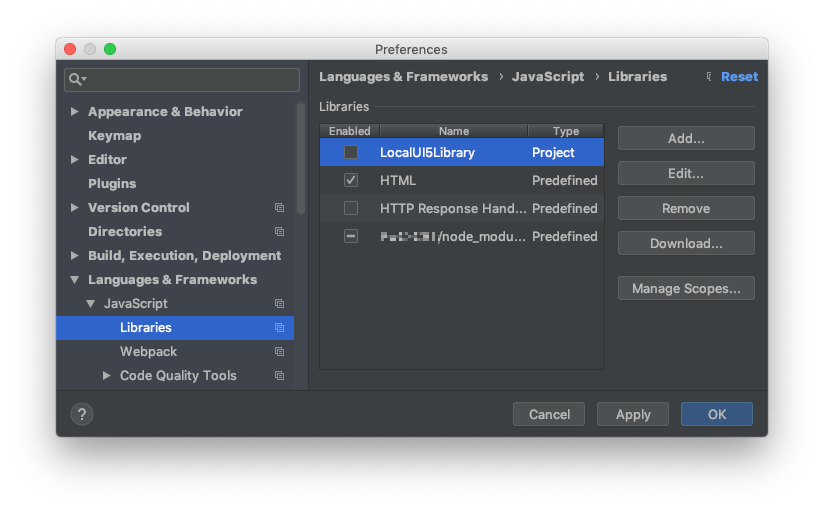 Preferences
Languages & Frameworks › JavaScript › Libraries Reset
Appearance & Behavior
Keymap
Editor
Plugins
Version Control
Directories
Build, Execution, Deployment
Languages & Frameworks
JavaScript
Libraries
Webpack
Code Quality Tools
Libraries
Enabled Name Type
LocalUI5Library Project
HTML Predefined
HTTP Response Hand... Predefined
/node_modu... Predefined
Add...
Edit...
Remove
Download...
Manage Scopes...
?
Cancel
Apply
OK